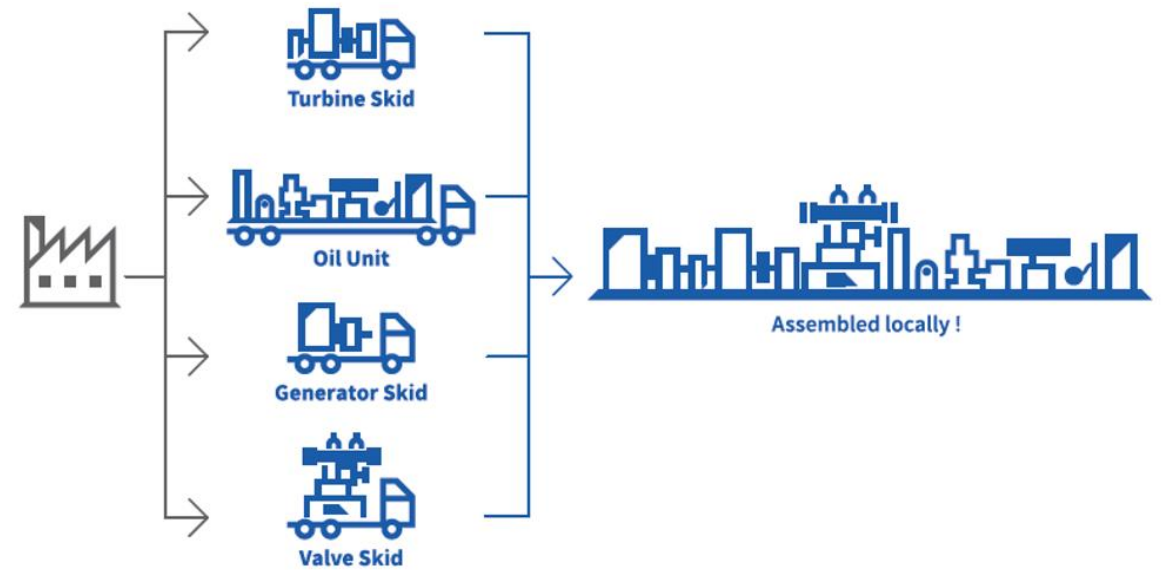 Turbine Skid
Oil Unit
Generator Skid
Valve Skid
Assembled locally !